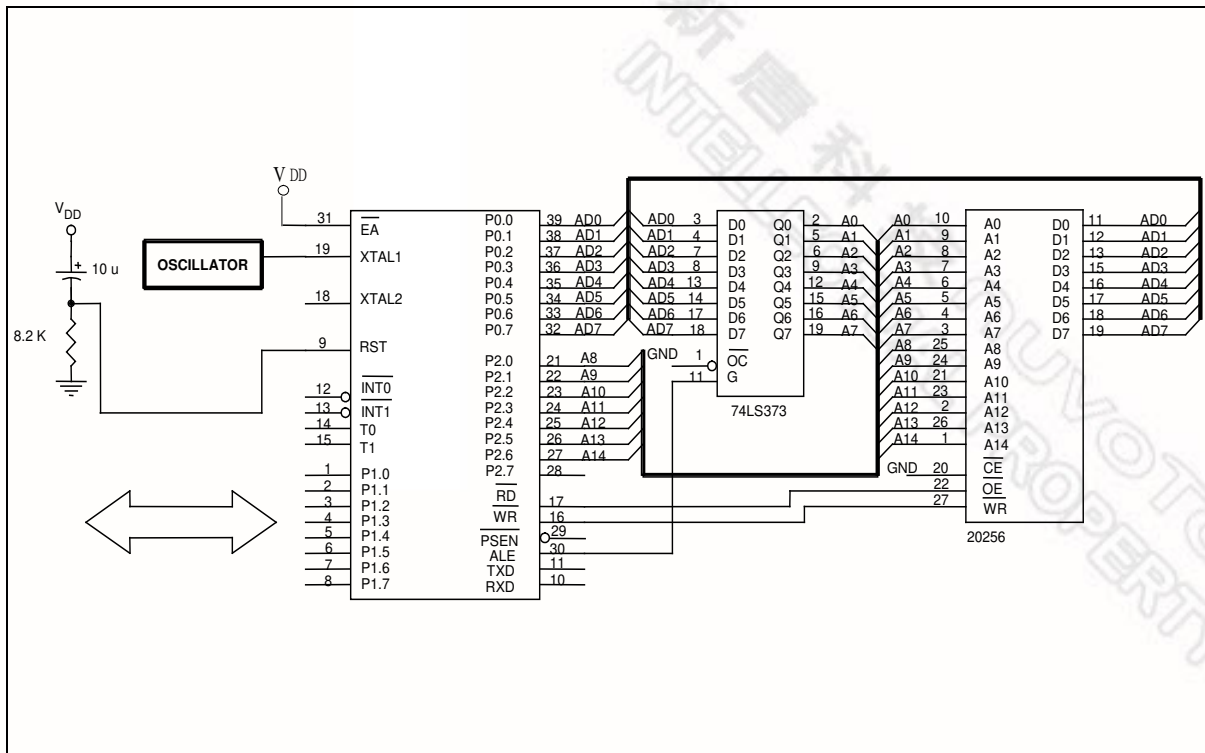 新唐科技 NUVOTON
INTELLECTUAL PROPERTY
V DD
VDD
10 u
8.2 K
OSCILLATOR
31 EA
19 XTAL1
18 XTAL2
9 RST
12 INT0
13 INT1
14 T0
15 T1
1 P1.0
2 P1.1
3 P1.2
4 P1.3
5 P1.4
6 P1.5
7 P1.6
8 P1.7
P0.0 39 AD0
P0.1 38 AD1
P0.2 37 AD2
P0.3 36 AD3
P0.4 35 AD4
P0.5 34 AD5
P0.6 33 AD6
P0.7 32 AD7
P2.0 21 A8
P2.1 22 A9
P2.2 23 A10
P2.3 24 A11
P2.4 25 A12
P2.5 26 A13
P2.6 27 A14
P2.7 28
RD 17
WR 16
PSEN 29
ALE 30
TXD 11
RXD 10
AD0 3 D0 Q0 2 A0
AD1 4 D1 Q1 5 A1
AD2 7 D2 Q2 6 A2
AD3 8 D3 Q3 9 A3
AD4 13 D4 Q4 12 A4
AD5 14 D5 Q5 15 A5
AD6 17 D6 Q6 16 A6
AD7 18 D7 Q7 19 A7
GND 1 OC
11 G
74LS373
A0 10 A0 D0 11 AD0
A1 9 A1 D1 12 AD1
A2 8 A2 D2 13 AD2
A3 7 A3 D3 15 AD3
A4 6 A4 D4 16 AD4
A5 5 A5 D5 17 AD5
A6 4 A6 D6 18 AD6
A7 3 A7 D7 19 AD7
A8 25 A8
A9 24 A9
A10 21 A10
A11 23 A11
A12 2 A12
A13 26 A13
A14 1 A14
GND 20 CE
22 OE
27 WR
20256